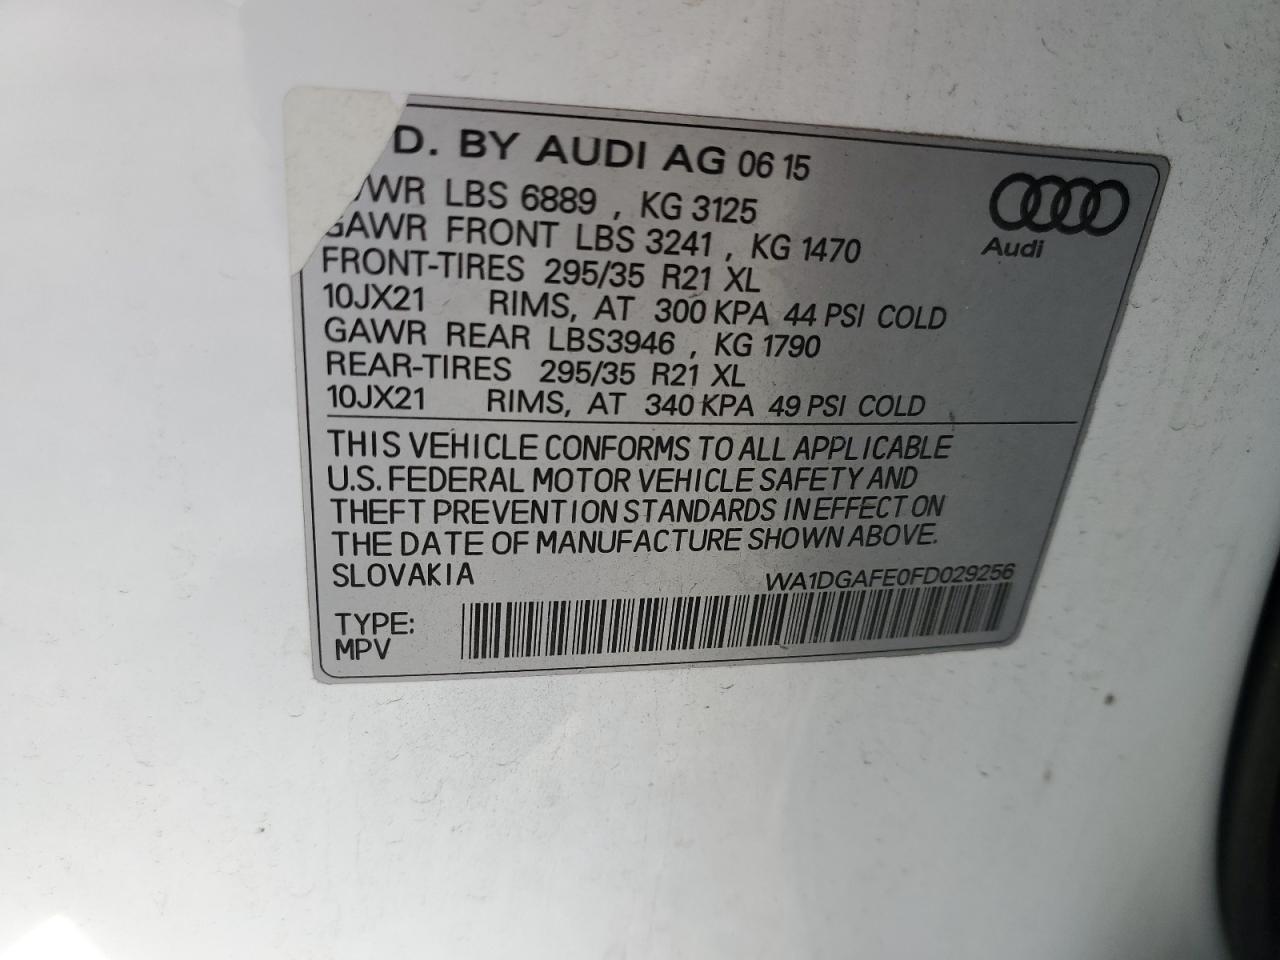 D. BY AUDI AG 06 15
WR LBS 6889 , KG 3125
GAWR FRONT LBS 3241 , KG 1470
FRONT-TIRES 295/35 R21 XL
10JX21 RIMS, AT 300 KPA 44 PSI COLD
GAWR REAR LBS3946 , KG 1790
REAR-TIRES 295/35 R21 XL
10JX21 RIMS, AT 340 KPA 49 PSI COLD
Audi
THIS VEHICLE CONFORMS TO ALL APPLICABLE
U.S. FEDERAL MOTOR VEHICLE SAFETY AND
THEFT PREVENTION STANDARDS IN EFFECT ON
THE DATE OF MANUFACTURE SHOWN ABOVE.
SLOVAKIA WA1DGAFE0FD029256
TYPE:
MPV